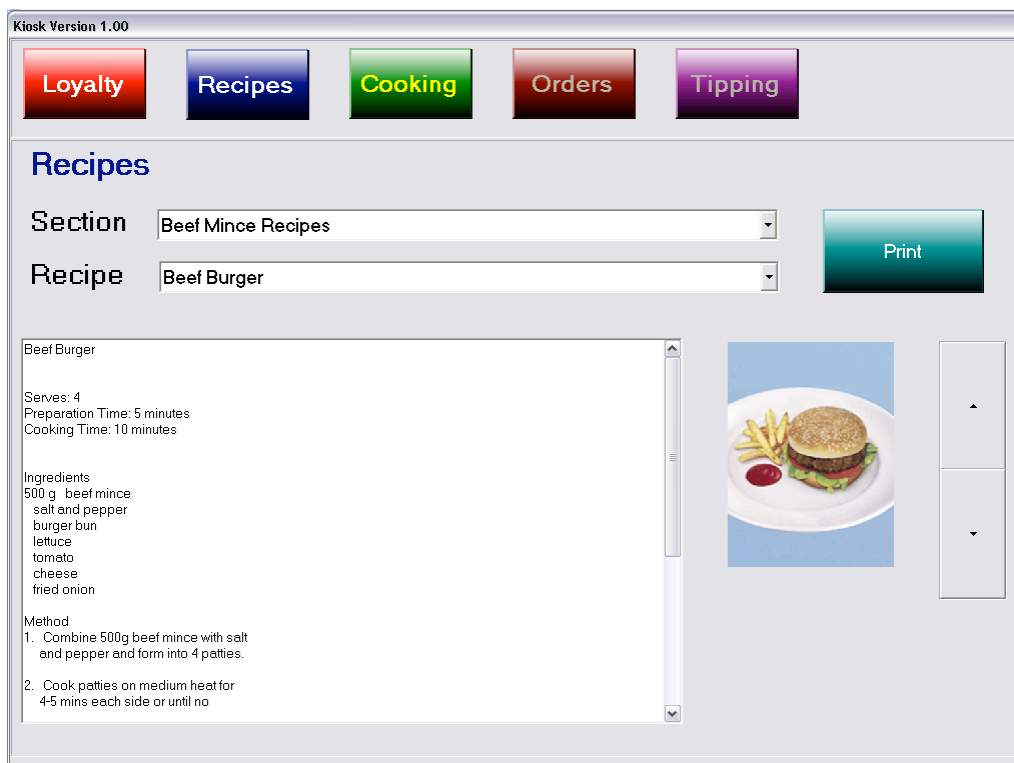 Kiosk Version 1.00
Loyalty
Recipes
Cooking
Orders
Tipping
Recipes
Section
Beef Mince Recipes
Print
Recipe
Beef Burger
Beef Burger
Serves: 4
Preparation Time: 5 minutes
Cooking Time: 10 minutes
Ingredients
500 g beef mince
salt and pepper
burger bun
lettuce
tomato
cheese
fried onion
Method
1. Combine 500g beef mince with salt
and pepper and form into 4 patties.
2. Cook patties on medium heat for
4-5 mins each side or until no